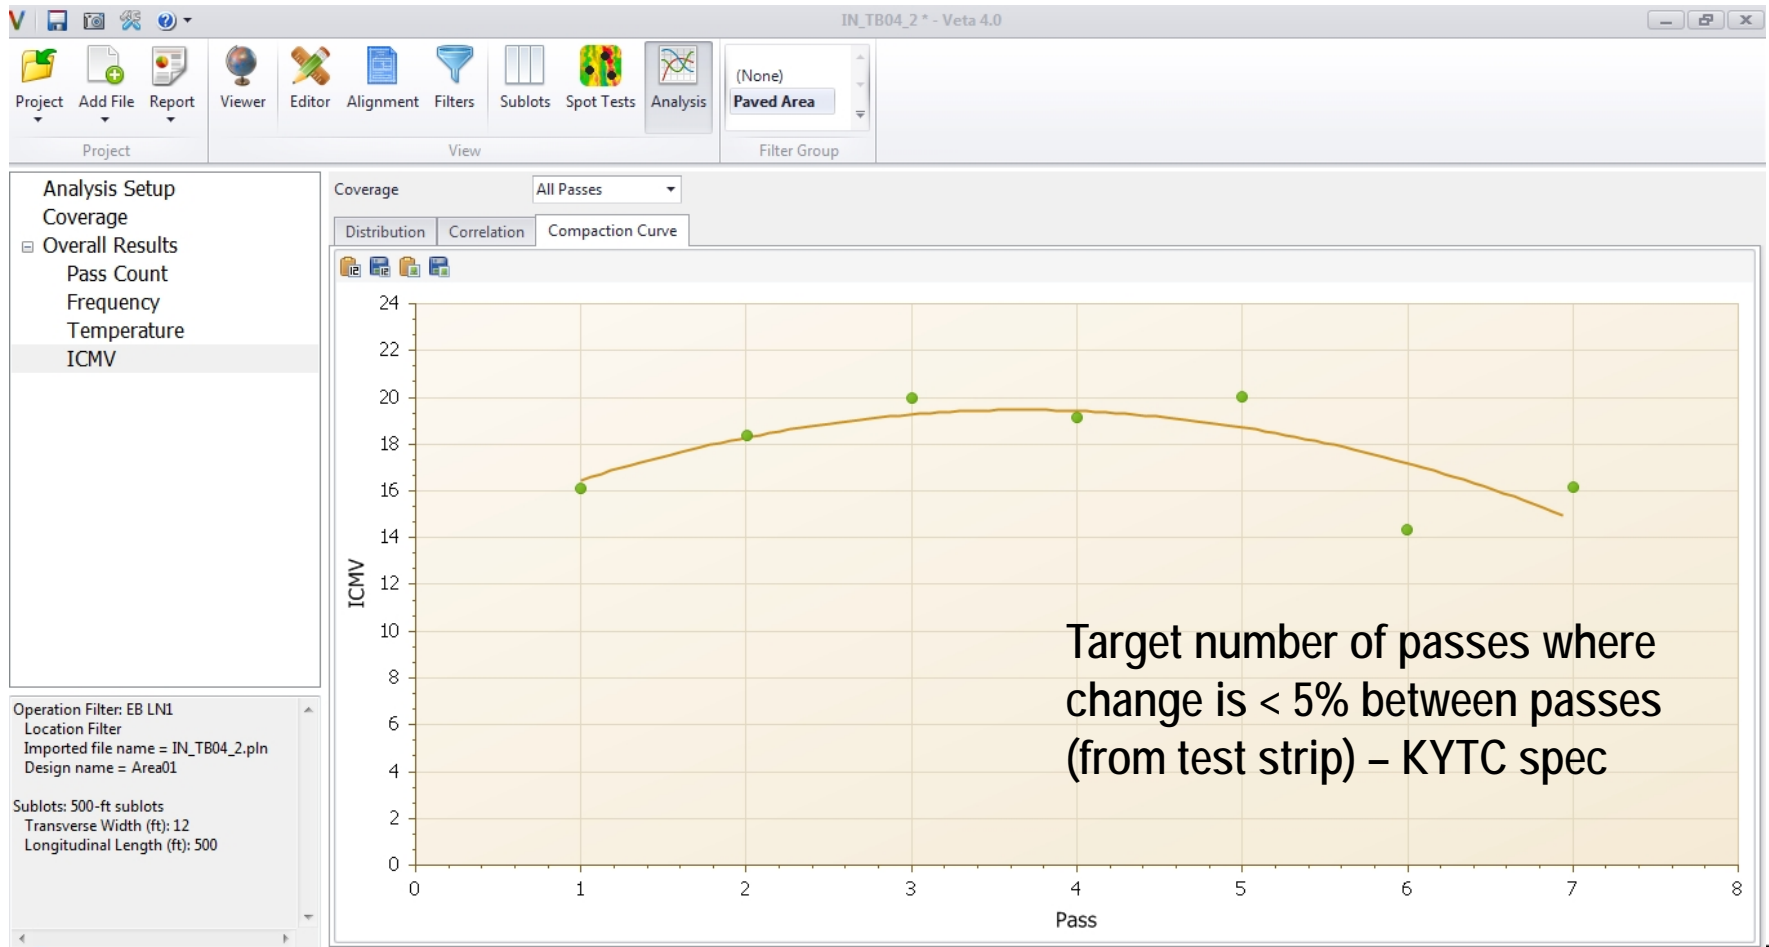 IN_TB04_2 * - Veta 4.0
Project
Add File
Report
Viewer
Editor
Alignment
Filters
Sublots
Spot Tests
Analysis
(None)
Paved Area
Project
View
Filter Group
Analysis Setup
Coverage
Overall Results
Pass Count
Frequency
Temperature
ICMV
Operation Filter: EB LN1
Location Filter
Imported file name = IN_TB04_2.pln
Design name = Area01
Sublots: 500-ft sublots
Transverse Width (ft): 12
Longitudinal Length (ft): 500
Coverage
All Passes
Distribution
Correlation
Compaction Curve
24
22
20
18
16
14
12
10
8
6
4
2
0
ICMV
0
1
2
3
4
5
6
7
8
Pass
Target number of passes where
change is < 5% between passes
(from test strip) – KYTC spec